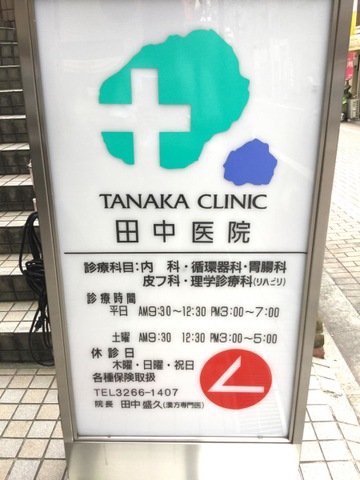 TANAKA CLINIC
田中医院
診療科目:内　科・循環器科・胃腸科
皮フ科・理学診療科(リハビリ)
診療時間
平日 AM9:30~12:30 PM3:00~7:00
土曜 AM9:30 12:30 PM3:00~5:00
休診日
木曜・日曜・祝日
各種保険取扱
TEL3266-1407
院長 田中盛久(漢方専門医)